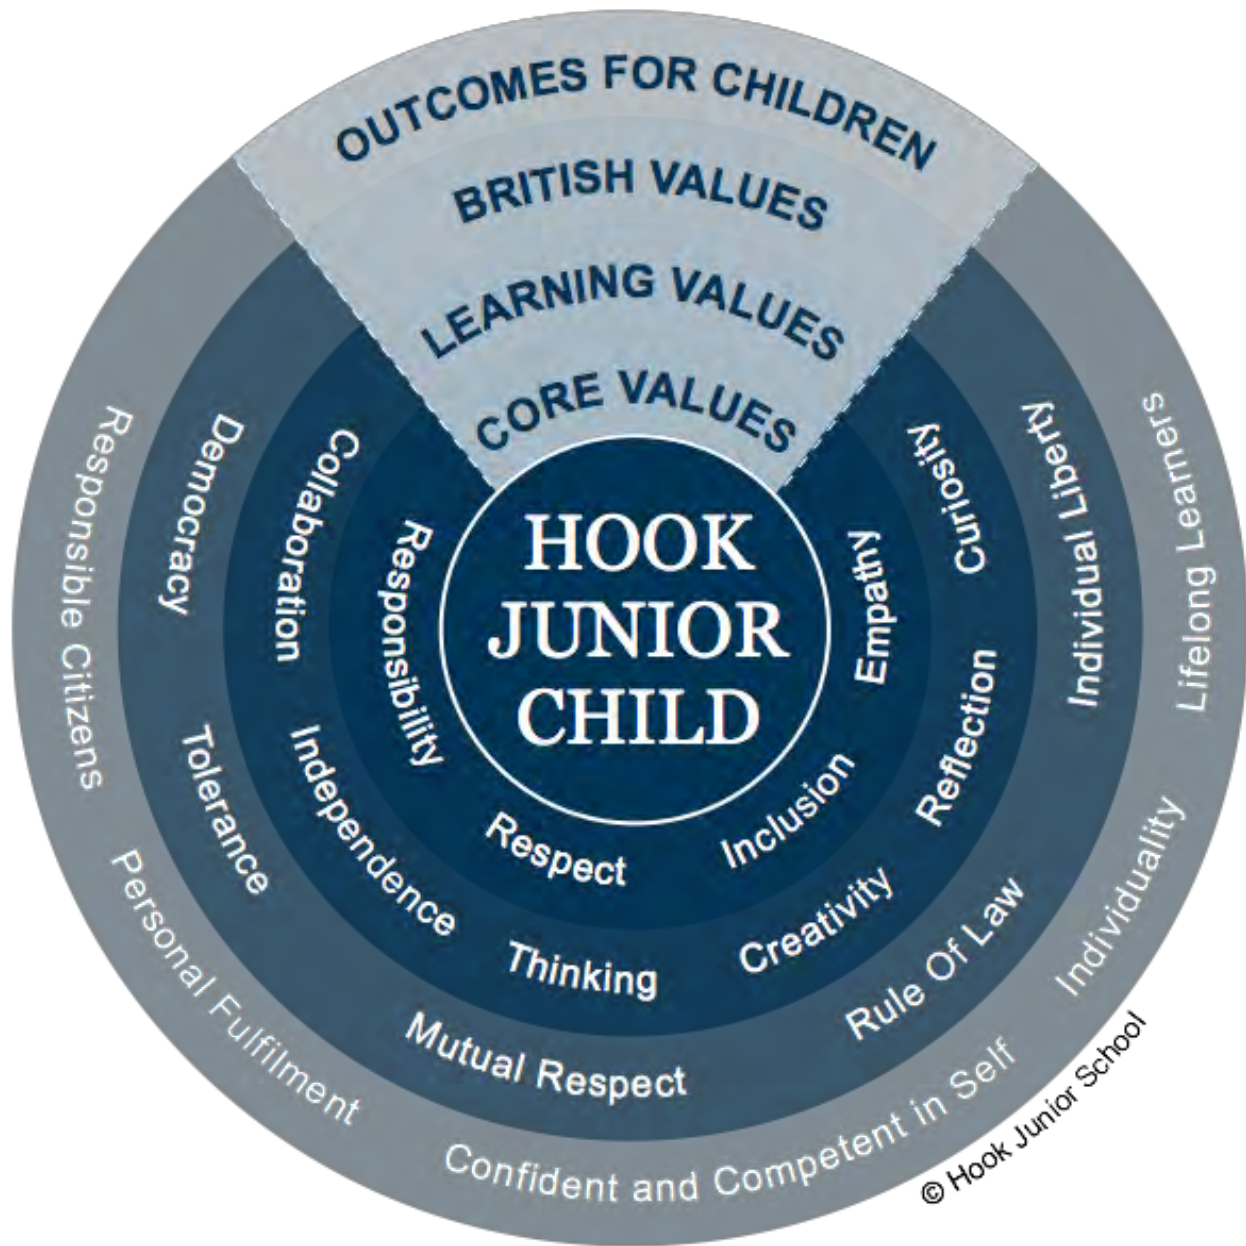 OUTCOMES FOR CHILDREN
BRITISH VALUES
LEARNING VALUES
CORE VALUES
HOOK
JUNIOR
CHILD
Responsibility
Respect
Inclusion
Empathy
Collaboration
Independence
Thinking
Creativity
Reflection
Curiosity
Democracy
Tolerance
Mutual Respect
Rule Of Law
Individual Liberty
Responsible Citizens
Personal Fulfilment
Confident and Competent in Self
Individuality
Lifelong Learners
© Hook Junior School